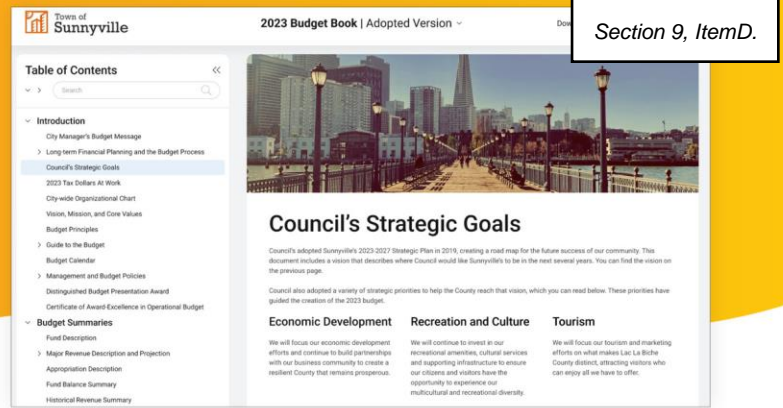 Town of
Sunnyville
2023 Budget Book | Adopted Version
Dow
Section 9, ItemD.
Table of Contents
Search
Introduction
City Manager's Budget Message
Long-term Financial Planning and the Budget Process
Council's Strategic Goals
2023 Tax Dollars At Work
City-wide Organizational Chart
Vision, Mission, and Core Values
Budget Principles
Guide to the Budget
Budget Calendar
Management and Budget Policies
Distinguished Budget Presentation Award
Certificate of Award-Excellence in Operational Budget
Budget Summaries
Fund Description
Major Revenue Description and Projection
Appropriation Description
Fund Balance Summary
Historical Revenue Summary
Council's Strategic Goals
Council's adopted Sunnyville's 2023-2027 Strategic Plan in 2019, creating a road map for the future success of our community. This
document includes a vision that describes where Council would like Sunnyville's to be in the next several years. You can find the vision on
the previous page.
Council also adopted a variety of strategic priorities to help the County reach that vision, which you can read below. These priorities have
guided the creation of the 2023 budget.
Economic Development
We will focus our economic development
efforts and continue to build partnerships
with our business community to create a
resilient County that remains prosperous.
Recreation and Culture
We will continue to invest in our
recreational amenities, cultural services
and supporting infrastructure to ensure
our citizens and visitors have the
opportunity to experience our
multicultural and recreational diversity.
Tourism
We will focus our tourism and marketing
efforts on what makes Lac La Biche
County distinct, attracting visitors who
can enjoy all we have to offer.